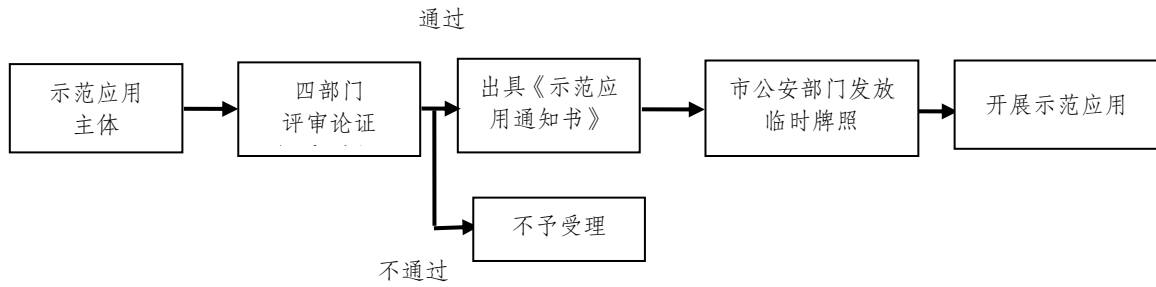 通过
示范应用
主体
四部门
评审论证
出具《示范应
用通知书》
市公安部门发放
临时牌照
开展示范应用
不予受理
不通过